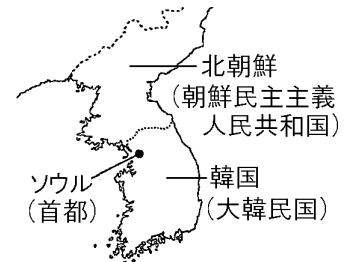 北朝鮮
(朝鮮民主主義
人民共和国)
ソウル
(首都)
韓国
(大韓民国)